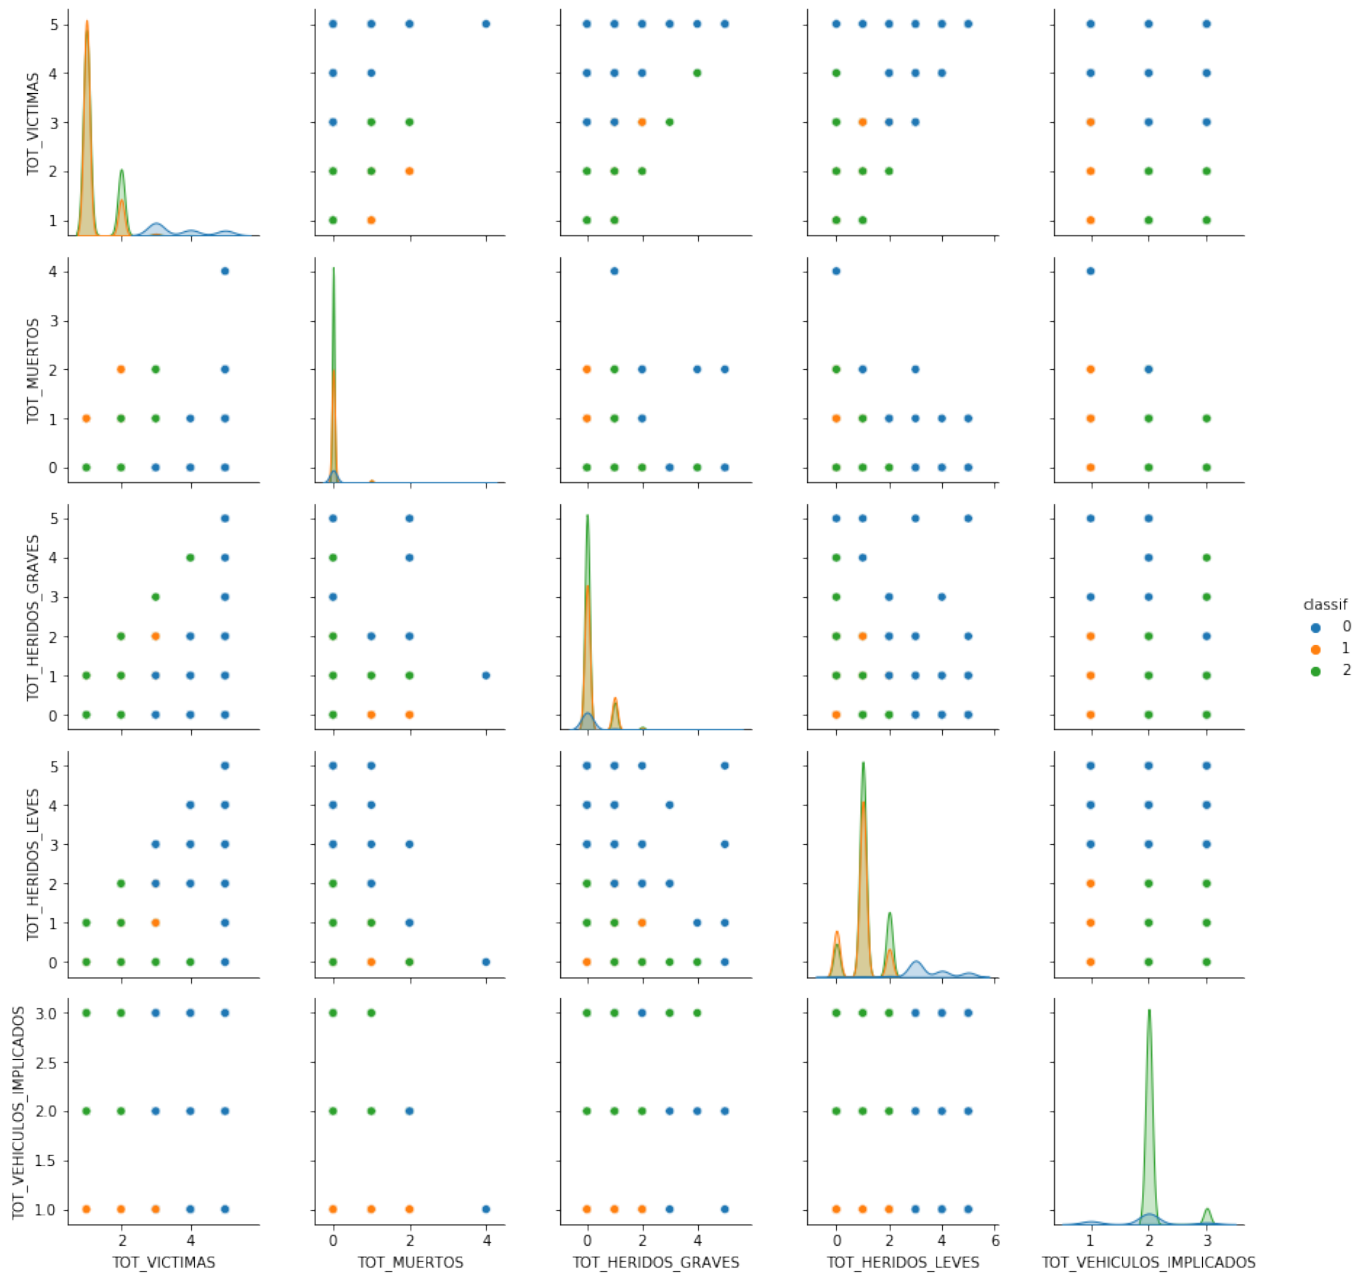 5
4
3
2
1
TOT_VICTIMAS
4
3
2
1
0
TOT_MUERTOS
5
4
3
2
1
0
TOT_HERIDOS_GRAVES
classif
0
1
2
5
4
3
2
1
0
TOT_HERIDOS_LEVES
3.0
2.5
2.0
1.5
1.0
TOT_VEHICULOS_IMPLICADOS
2 4
0 2 4
0 2 4
0 2 4 6
1 2 3
TOT_VICTIMAS
TOT_MUERTOS
TOT_HERIDOS_GRAVES
TOT_HERIDOS_LEVES
TOT_VEHICULOS_IMPLICADOS